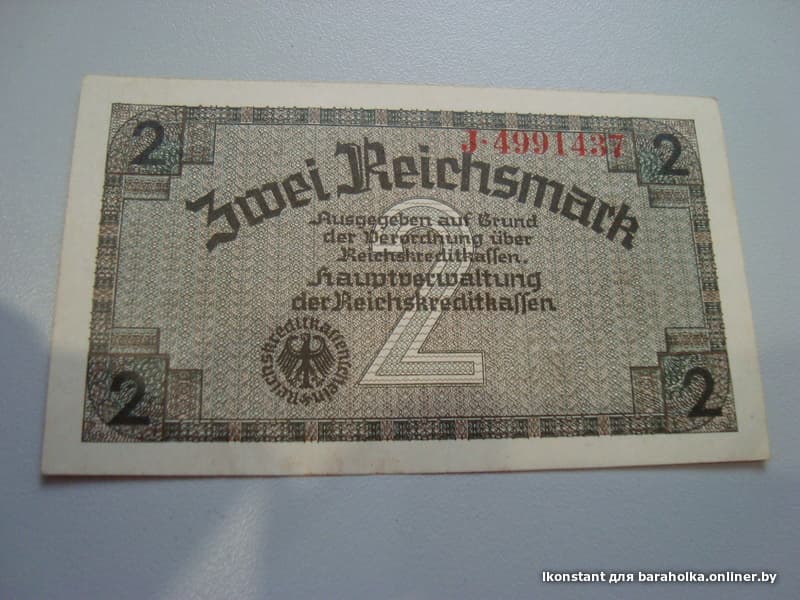 2
J·4991437
2
Zwei Reichsmark
Ausgegeben auf Grund
der Verordnung über
Reichskreditkassen.
Hauptverwaltung
der Reichskreditkassen
2
Reichskreditkassenschein
2
2
Ikonstant для baraholka.onliner.by